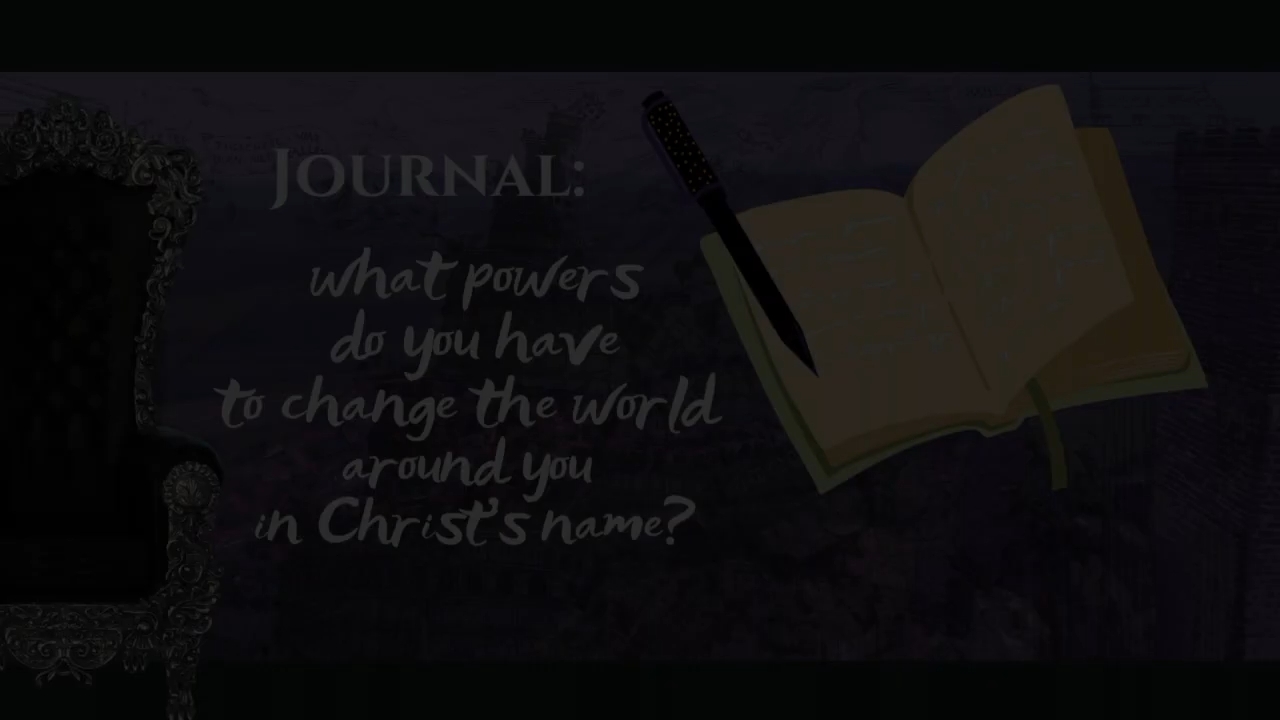 Journal:
what powers
do you have
to change the world
around you
in Christ's name?